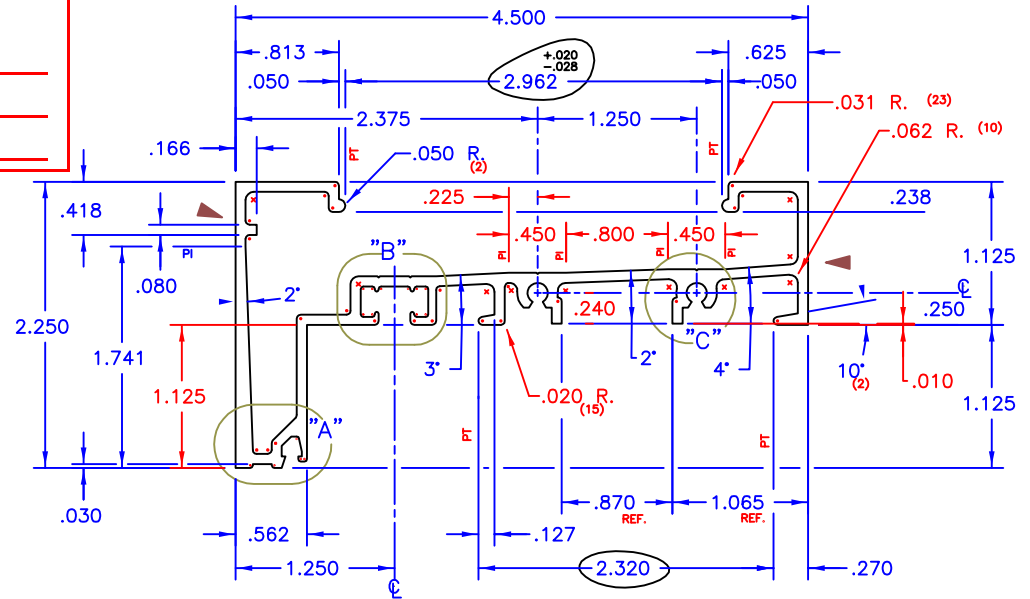 4.500
.813
+.020
-.028
.625
.050
2.962
.050
2.375
1.250
.031 R. (23)
.166
PT
.050 R.
(2)
PT
.062 R. (10)
.418
.225
.238
.450
.800
.450
PI
"B"
PI
PI
PI
PI
1.125
.080
2°
℄
2.250
.240
.250
1.741
"C"
3°
2°
4°
10°
(2)
.010
1.125
.020 R.
(15)
1.125
"A"
PT
PT
.030
.870
REF.
1.065
REF.
.562
.127
1.250
2.320
.270
℄